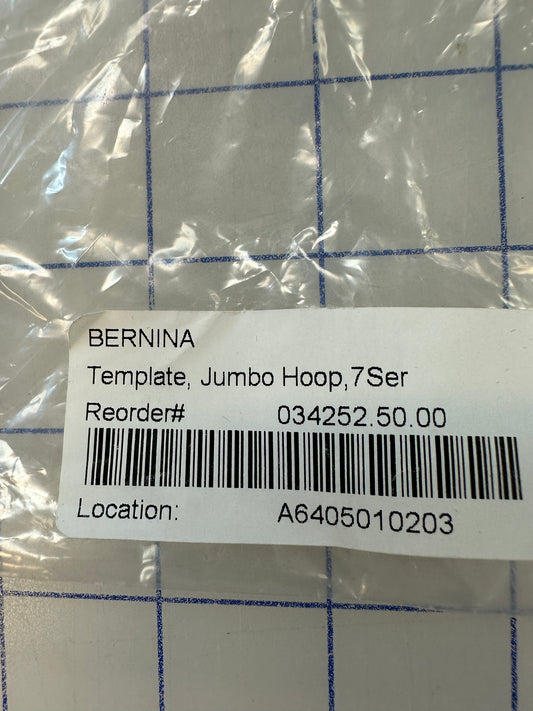 BERNINA
Template, Jumbo Hoop,7Ser
Reorder# 034252.50.00
Location: A6405010203